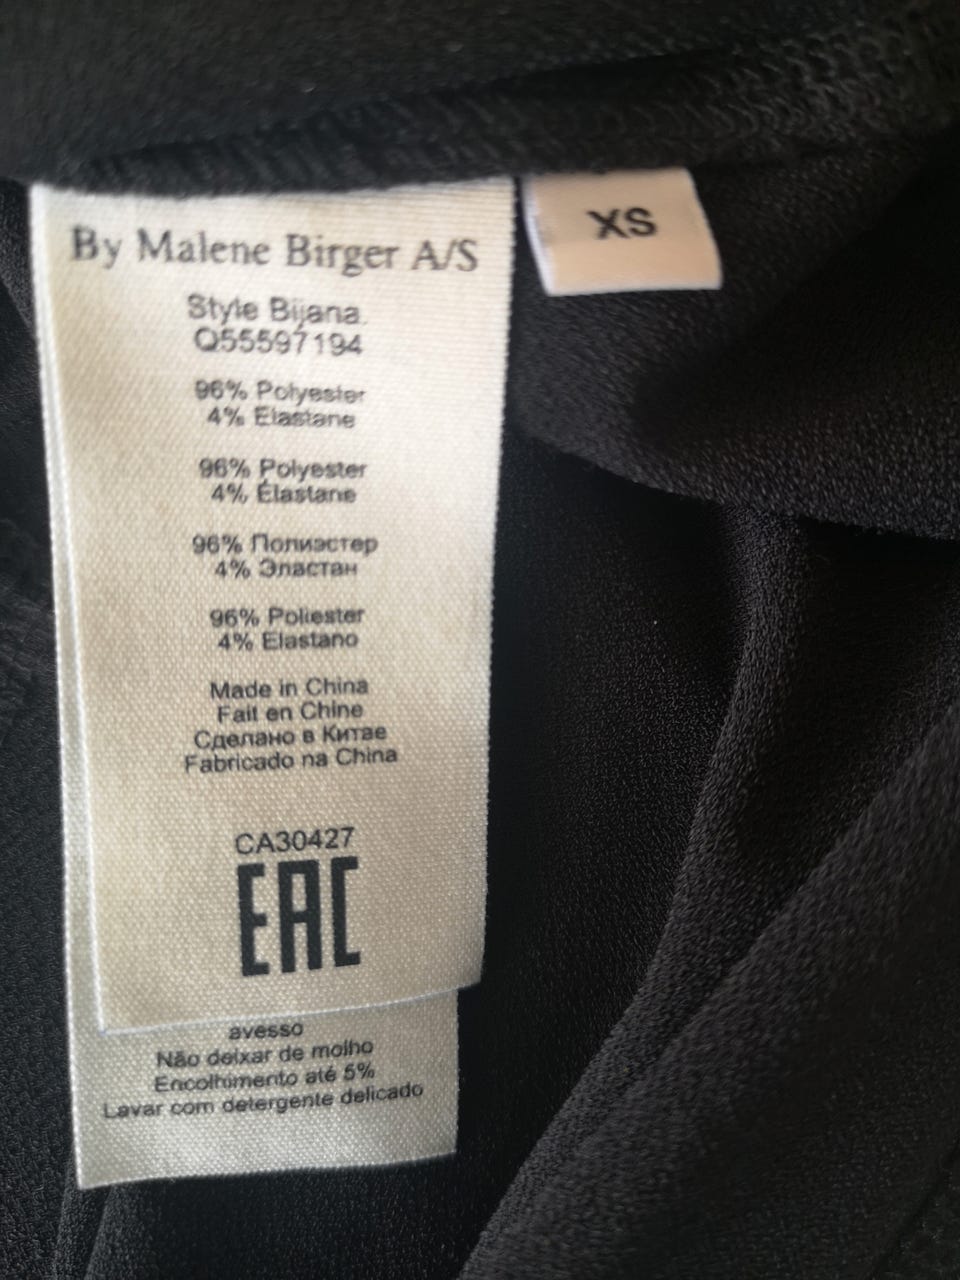 By Malene Birger A/S
XS
Style Bijana.
Q55597194
96% Polyester
4% Elastane
96% Polyester
4% Élastane
96% Полиэстер
4% Эластан
96% Poliester
4% Elastano
Made in China
Fait en Chine
Сделано в Китае
Fabricado na China
CA30427
EAC
avesso
Não deixar de molho
Encolhimento até 5%
Lavar com detergente delicado